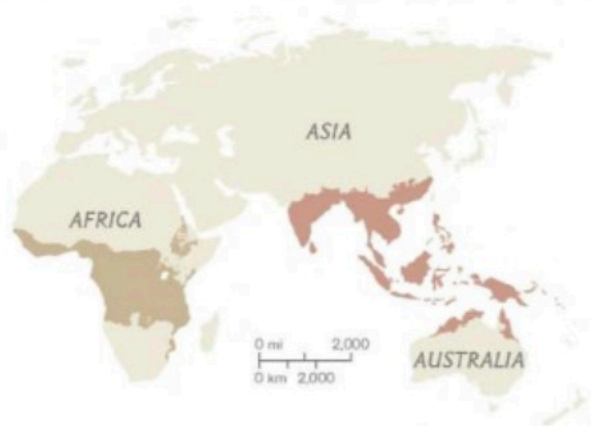 ASIA
AFRICA
0 mi 2,000
0 km 2,000
AUSTRALIA